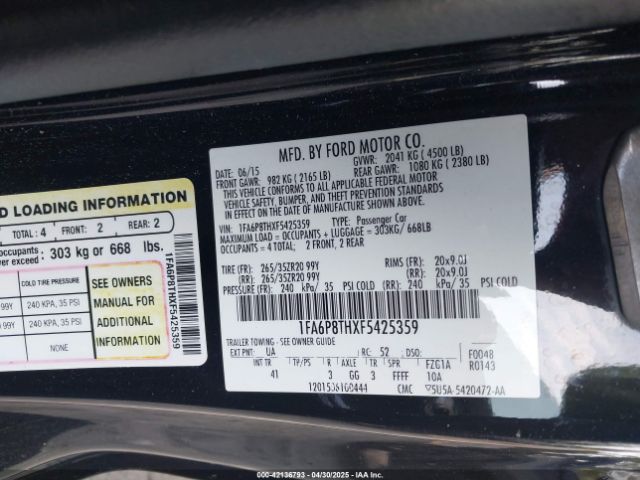 D LOADING INFORMATION
TOTAL: 4 FRONT: 2 REAR: 2
occupants: 303 kg or 668 lbs.
COLD TIRE PRESSURE
99Y 240 KPA, 35 PSI
99Y 240 KPA, 35 PSI
NONE
SEE OWNERS
MANUAL FOR
ADDITIONAL
INFORMATION
1FA6P8THXF5425359
MFD. BY FORD MOTOR CO.
DATE: 06/15 GVWR: 2041 KG ( 4500 LB)
FRONT GAWR: 982 KG ( 2165 LB) REAR GAWR: 1080 KG ( 2380 LB)
THIS VEHICLE CONFORMS TO ALL APPLICABLE FEDERAL MOTOR
VEHICLE SAFETY, BUMPER, AND THEFT PREVENTION STANDARDS
IN EFFECT ON THE DATE OF MANUFACTURE SHOWN ABOVE.
VIN: 1FA6P8THXF5425359 TYPE: Passenger Car
MAXIMUM LOAD = OCCUPANTS + LUGGAGE = 303KG/ 668LB
OCCUPANTS = 4 TOTAL; 2 FRONT, 2 REAR
TIRE (FR): 265/35ZR20 99Y RIMS (FR): 20x9.0J
(RR): 265/35ZR20 99Y (RR): 20x9.0J
PRESSURE (FR): 240 kPa/ 35 PSI COLD (RR): 240 kPa/ 35 PSI COLD
1FA6P8THXF5425359
TRAILER TOWING - SEE OWNER GUIDE
EXT PNT: UA RC: 52 DSO: F0048
INT TR TP/PS R AXLE TR SPR FZG1A R0143
41 3 GG 3 FFFF 10A
1201506100444 CMC SU5A-5420472-AA
000-42136793 - 04/30/2025 - IAAI.COM